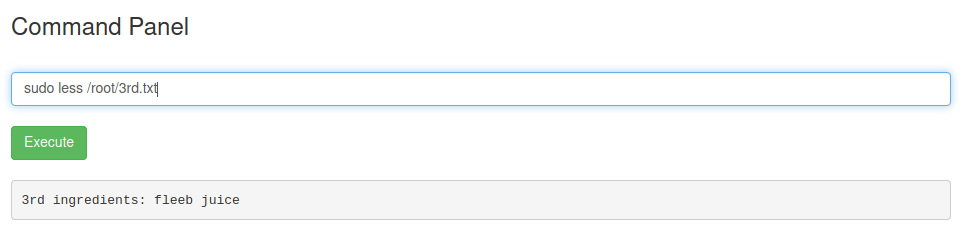 Command Panel
sudo less /root/3rd.txt
Execute
3rd ingredients: fleeb juice